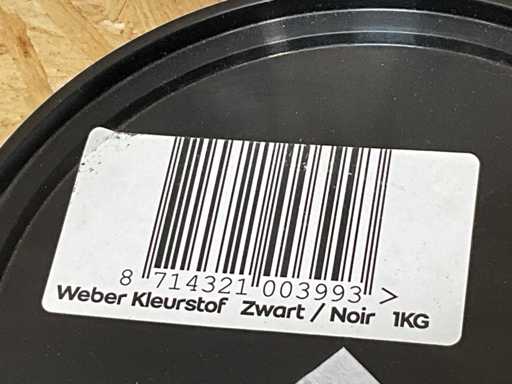 8 714321 003993 >
Weber Kleurstof Zwart / Noir 1KG